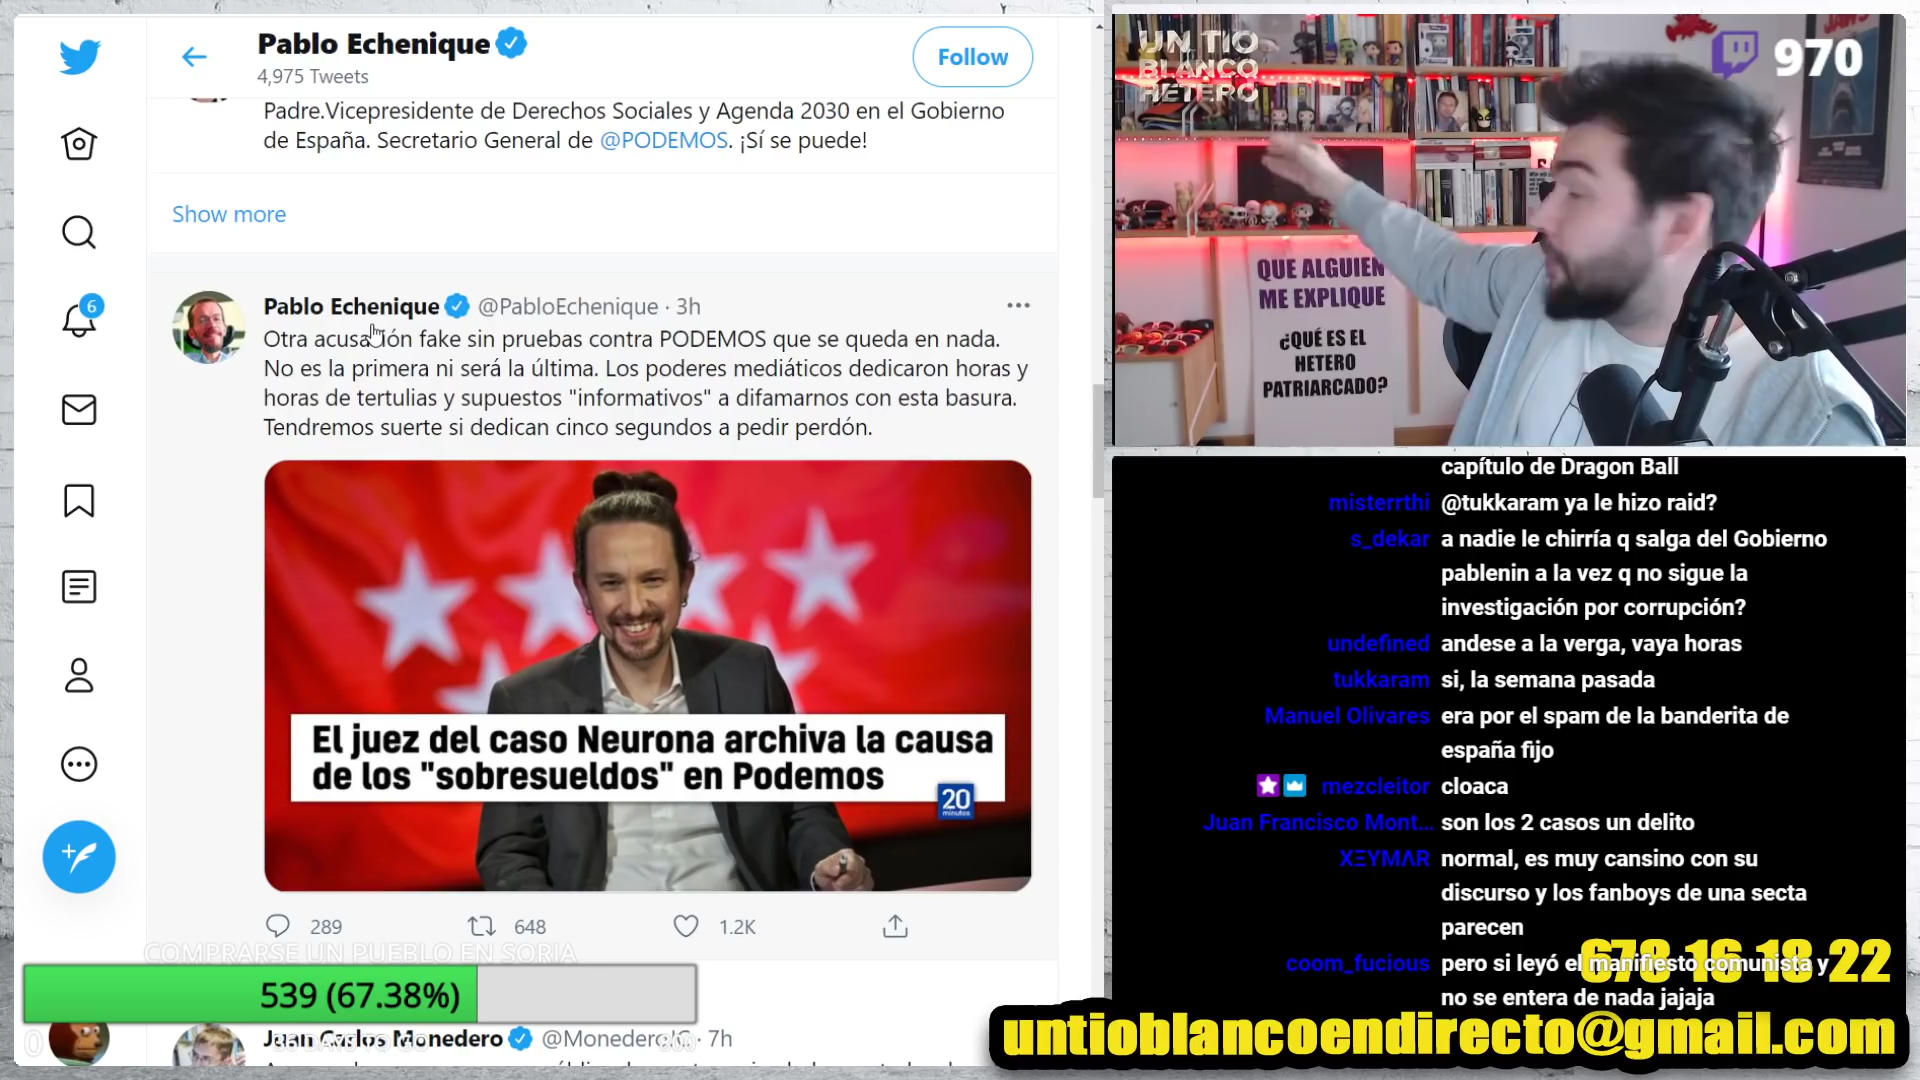 Pablo Echenique
4,975 Tweets
Follow
Padre.Vicepresidente de Derechos Sociales y Agenda 2030 en el Gobierno
de España. Secretario General de @PODEMOS. ¡Sí se puede!
Show more
6
Pablo Echenique @PabloEchenique · 3h
Otra acusación fake sin pruebas contra PODEMOS que se queda en nada.
No es la primera ni será la última. Los poderes mediáticos dedicaron horas y
horas de tertulias y supuestos "informativos" a difamarnos con esta basura.
Tendremos suerte si dedican cinco segundos a pedir perdón.
El juez del caso Neurona archiva la causa
de los "sobresueldos" en Podemos
20
minutos
289
648
1.2K
COMPRARSE UN PUEBLO EN SORIA
539 (67.38%)
0
800
Juan Carlos Monedero @MonederoJC · 7h
UN TIO
BLANCO
HETERO
970
JAWS
QUE ALGUIEN
ME EXPLIQUE
¿QUÉ ES EL
HETERO
PATRIARCADO?
capítulo de Dragon Ball
misterrthi @tukkaram ya le hizo raid?
s_dekar a nadie le chirría q salga del Gobierno
pablenin a la vez q no sigue la
investigación por corrupción?
undefined andese a la verga, vaya horas
tukkaram si, la semana pasada
Manuel Olivares era por el spam de la banderita de
españa fijo
mezcleitor cloaca
Juan Francisco Mont... son los 2 casos un delito
XΞYMΛR normal, es muy cansino con su
discurso y los fanboys de una secta
parecen
coom_fucious pero si leyó el manifiesto comunista y
no se entera de nada jajaja
678 16 18 22
untioblancoendirecto@gmail.com